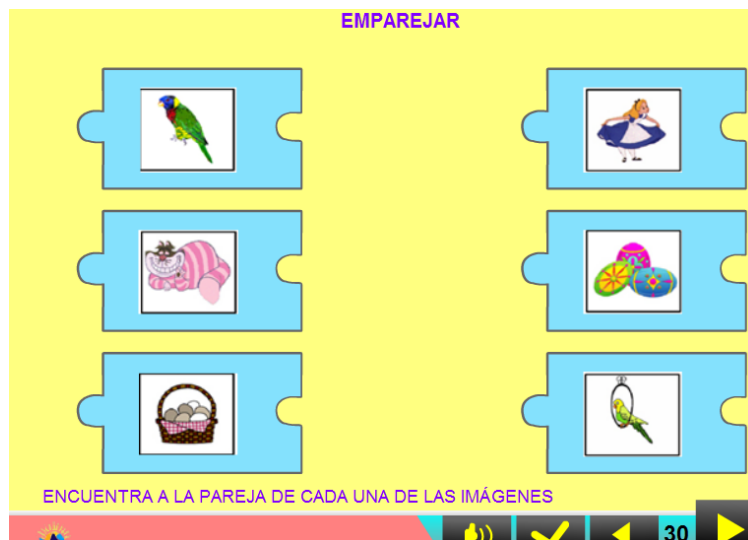 EMPAREJAR
ENCUENTRA A LA PAREJA DE CADA UNA DE LAS IMÁGENES
30